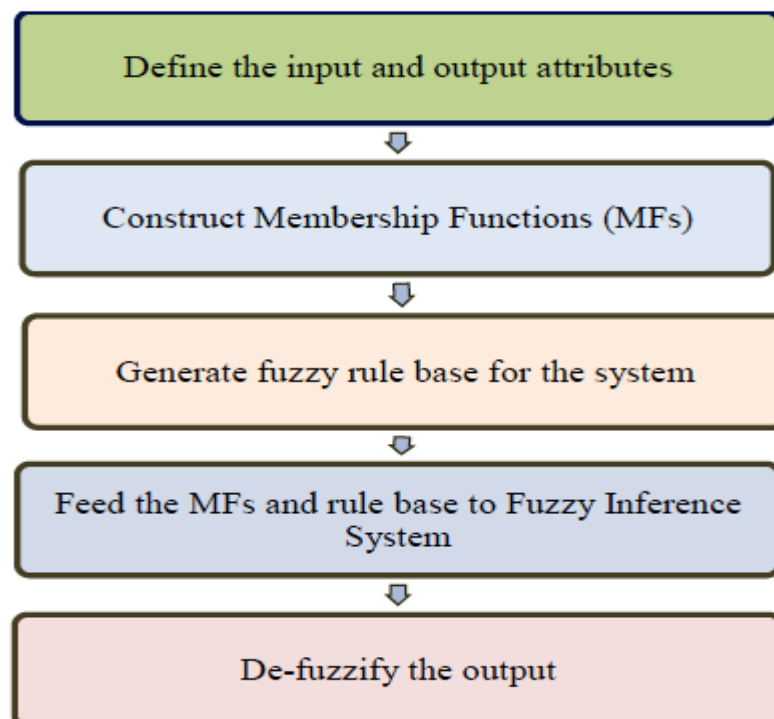 Define the input and output attributes
Construct Membership Functions (MFs)
Generate fuzzy rule base for the system
Feed the MFs and rule base to Fuzzy Inference
System
De-fuzzify the output